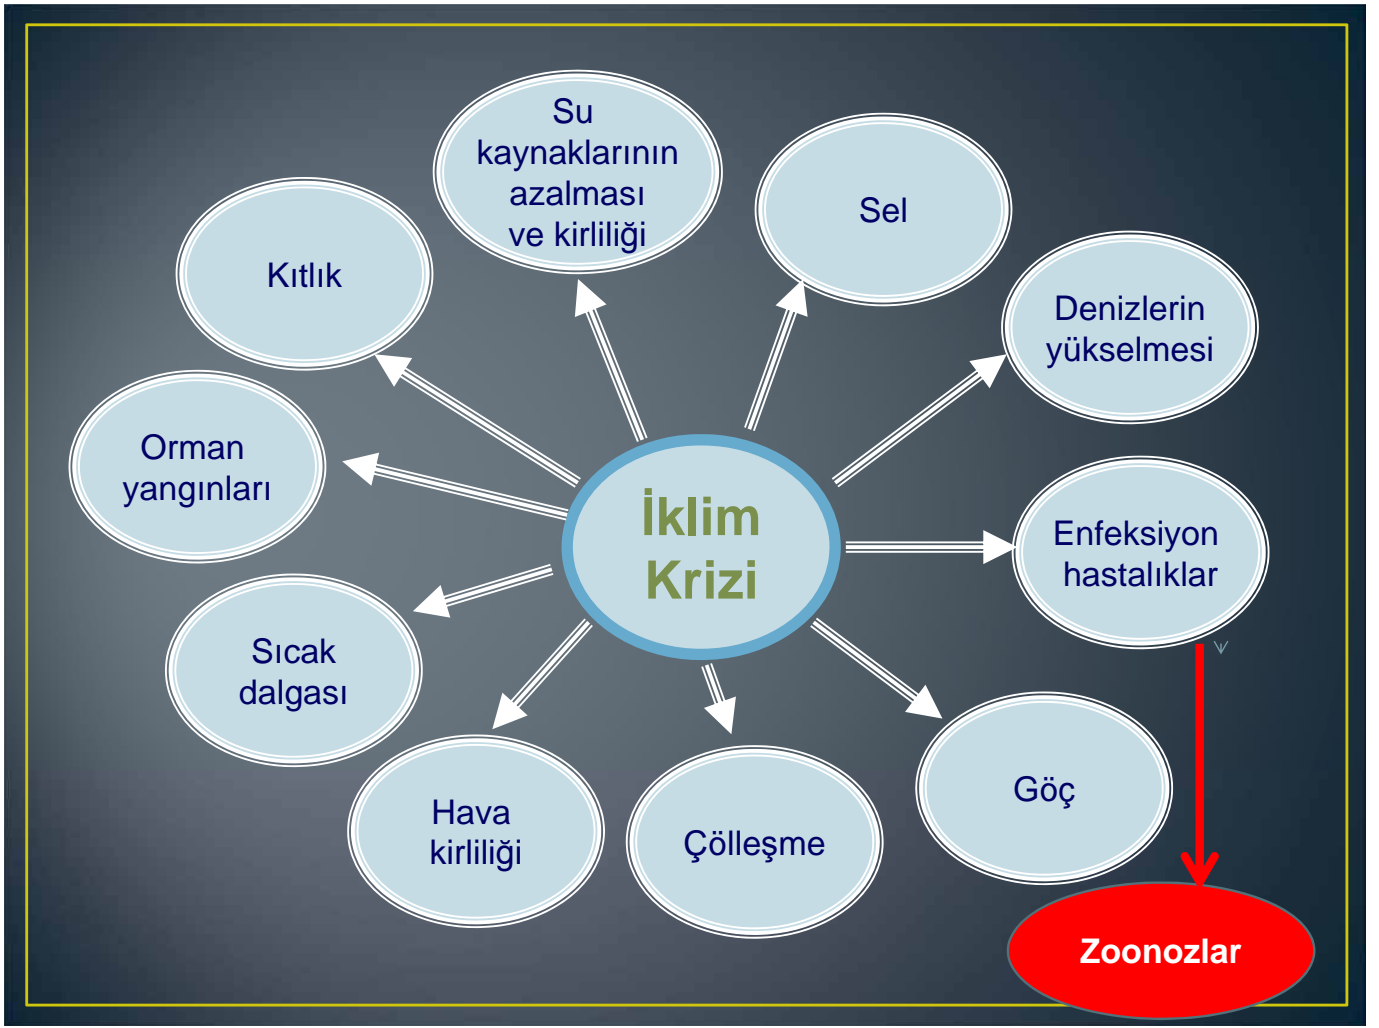 Su
kaynaklarının
azalması
ve kirliliği
Sel
Kıtlık
Denizlerin
yükselmesi
Orman
yangınları
İklim
Krizi
Enfeksiyon
hastalıklar
Sıcak
dalgası
Göç
Hava
kirliliği
Çölleşme
Zoonozlar